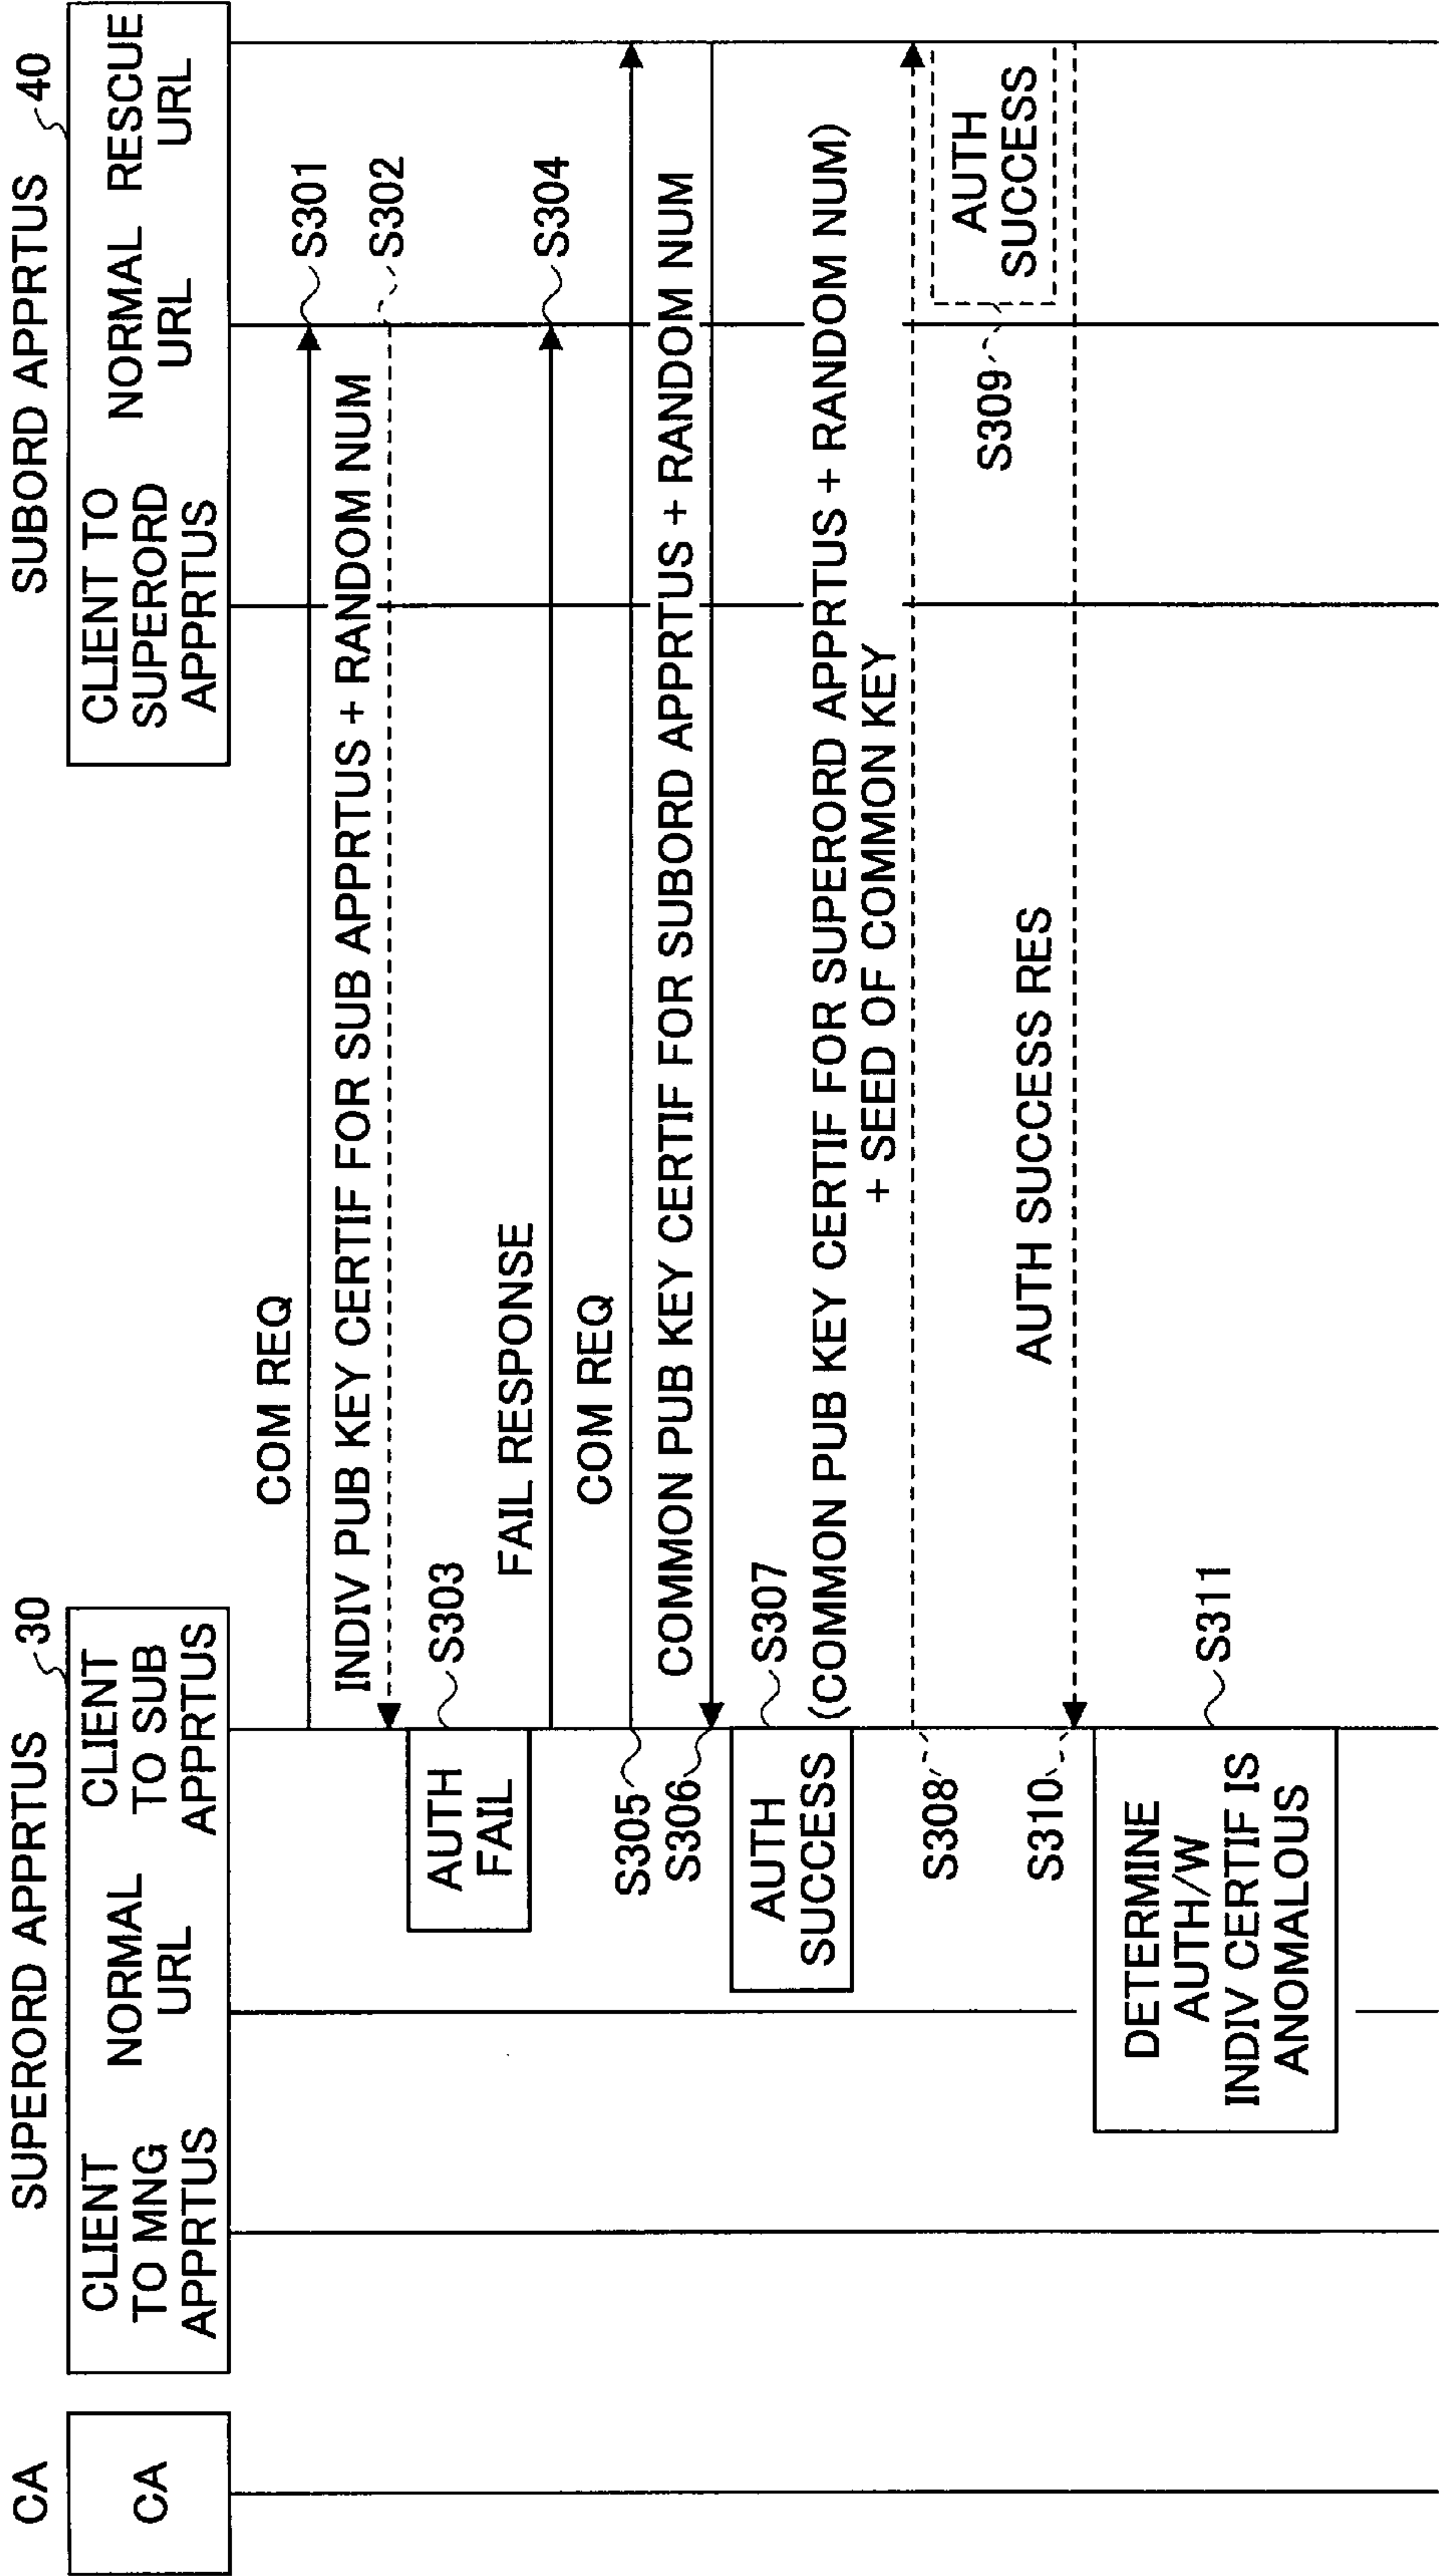 CA
SUPERORD APPRTUS
30
SUBORD APPRTUS
40
CA
CLIENT
TO MNG
APPRTUS
NORMAL
URL
CLIENT
TO SUB
APPRTUS
CLIENT TO
SUPERORD
APPRTUS
NORMAL
URL
RESCUE
URL
COM REQ
S301
INDIV PUB KEY CERTIF FOR SUB APPRTUS + RANDOM NUM
S302
AUTH
FAIL
S303
FAIL RESPONSE
S304
COM REQ
S305
COMMON PUB KEY CERTIF FOR SUBORD APPRTUS + RANDOM NUM
S306
AUTH
SUCCESS
S307
(COMMON PUB KEY CERTIF FOR SUPERORD APPRTUS + RANDOM NUM)
+ SEED OF COMMON KEY
S308
AUTH
SUCCESS
S309
AUTH SUCCESS RES
S310
DETERMINE
AUTH/W
INDIV CERTIF IS
ANOMALOUS
S311